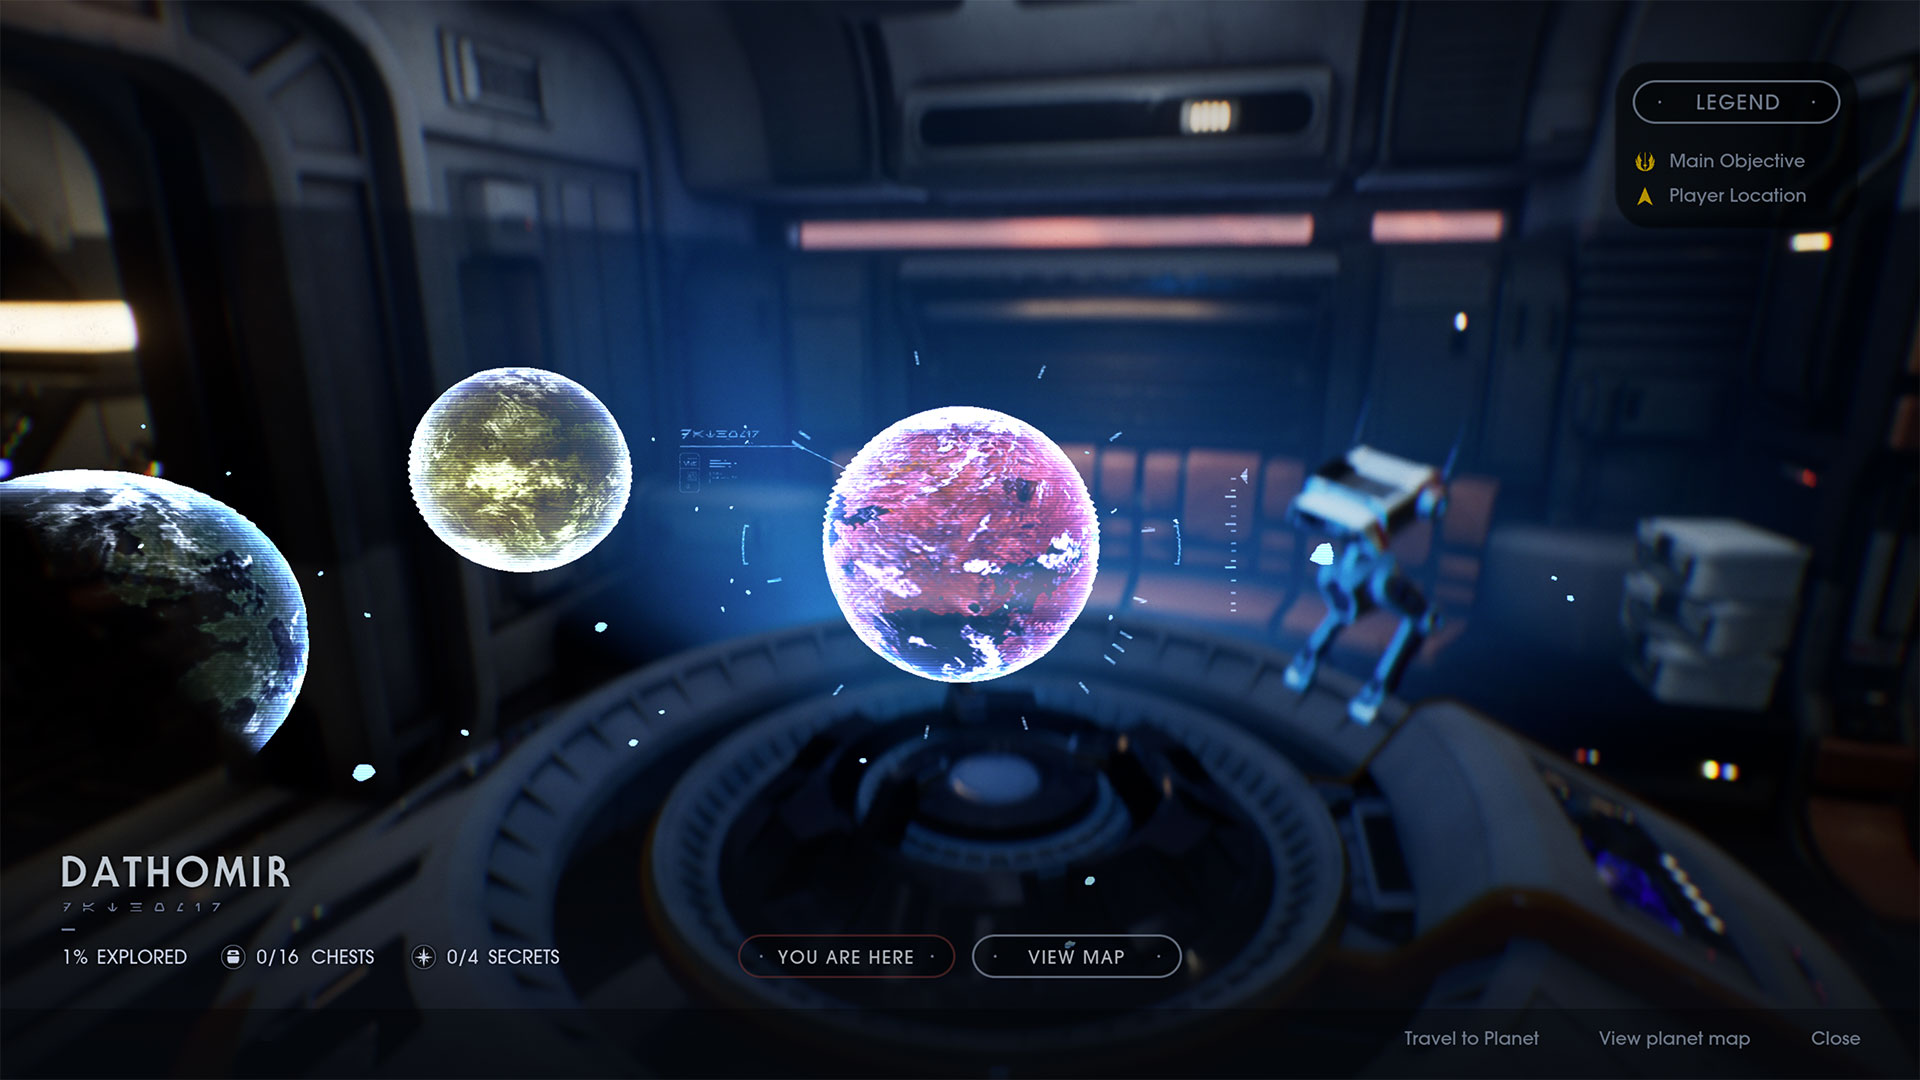 LEGEND
Main Objective
Player Location
DATHOMIR
1% EXPLORED 0/16 CHESTS 0/4 SECRETS
YOU ARE HERE
VIEW MAP
Travel to Planet View planet map Close